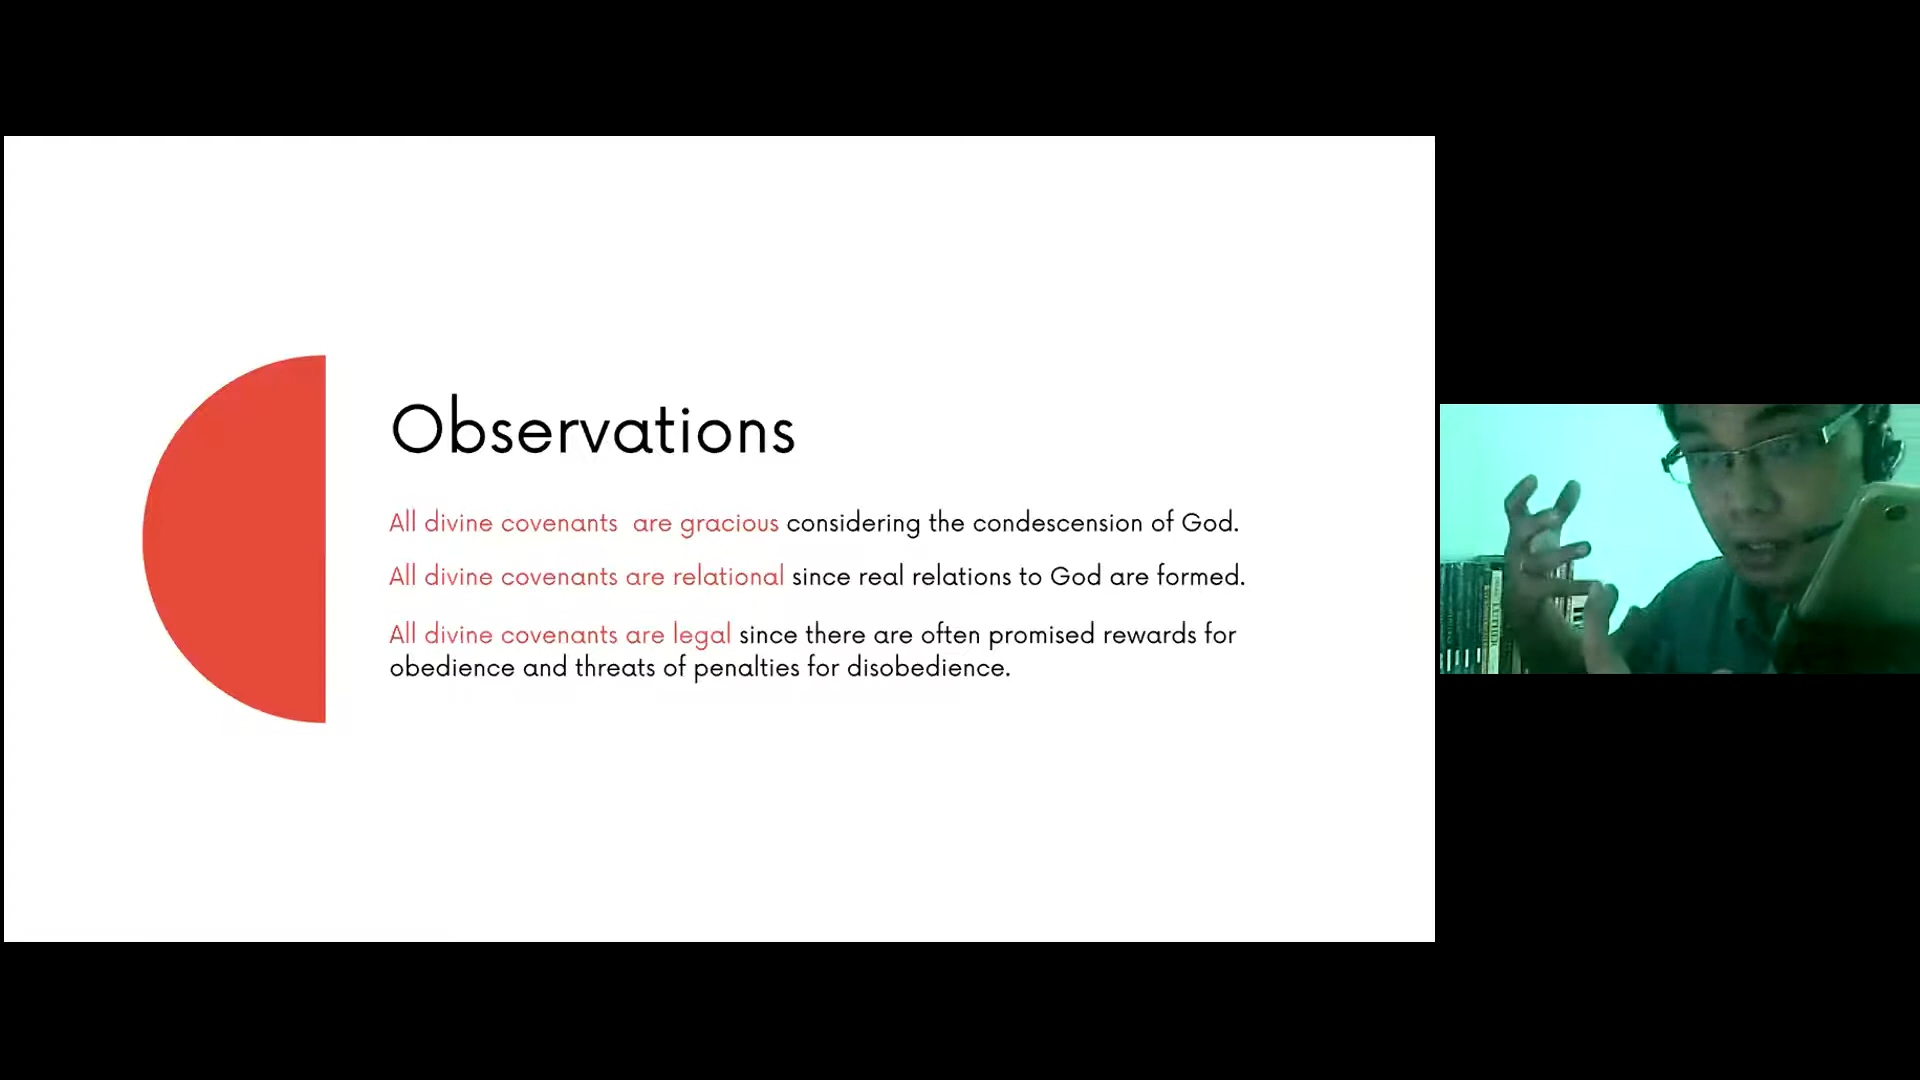 Observations
All divine covenants are gracious considering the condescension of God.
All divine covenants are relational since real relations to God are formed.
All divine covenants are legal since there are often promised rewards for
obedience and threats of penalties for disobedience.